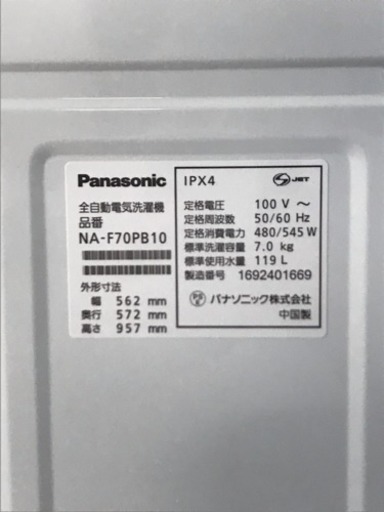 Panasonic
全自動電気洗濯機
品番
NA-F70PB10
外形寸法
幅 562 mm
奥行 572 mm
高さ 957 mm
IPX4
S JET
定格電圧 100 V ～
定格周波数 50/60 Hz
定格消費電力 480/545 W
標準洗濯容量 7.0 kg
標準使用水量 119 L
製造番号 1692401669
パナソニック株式会社
中国製